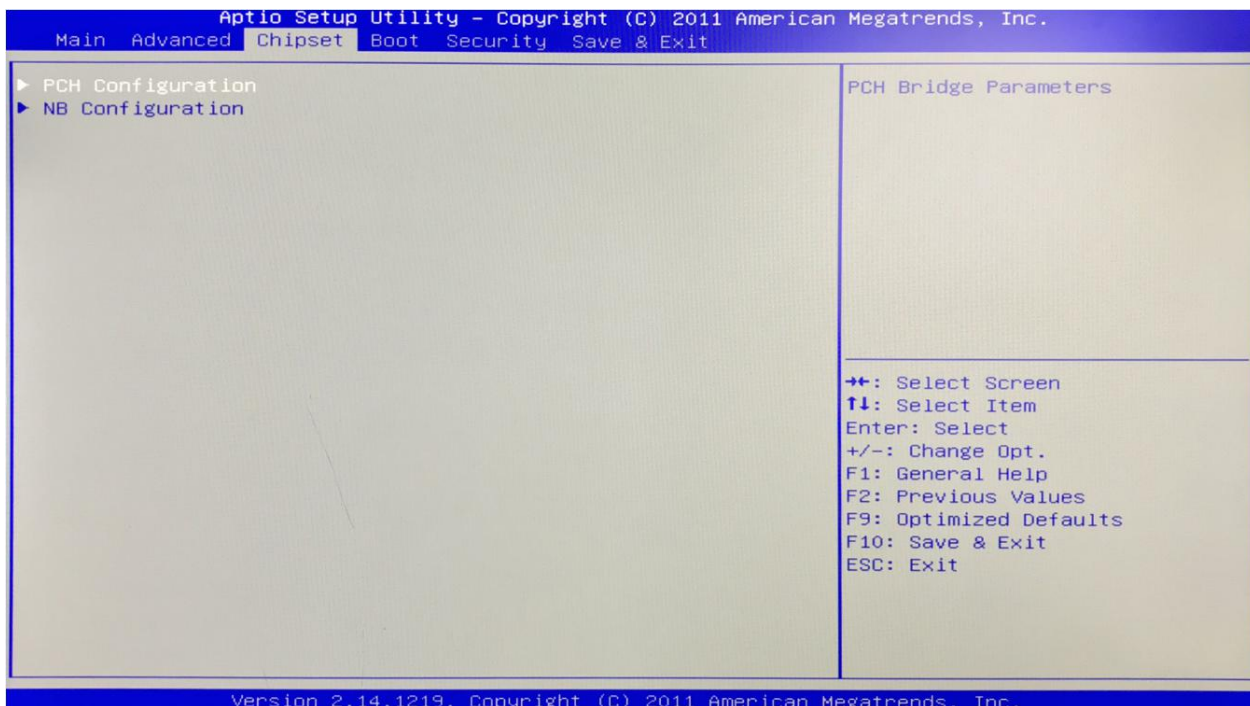 Aptio Setup Utility – Copyright (C) 2011 American Megatrends, Inc.
Main Advanced Chipset Boot Security Save & Exit
► PCH Configuration
► NB Configuration
PCH Bridge Parameters
→←: Select Screen
↑↓: Select Item
Enter: Select
+/-: Change Opt.
F1: General Help
F2: Previous Values
F9: Optimized Defaults
F10: Save & Exit
ESC: Exit
Version 2.14.1219. Copyright (C) 2011 American Megatrends, Inc.